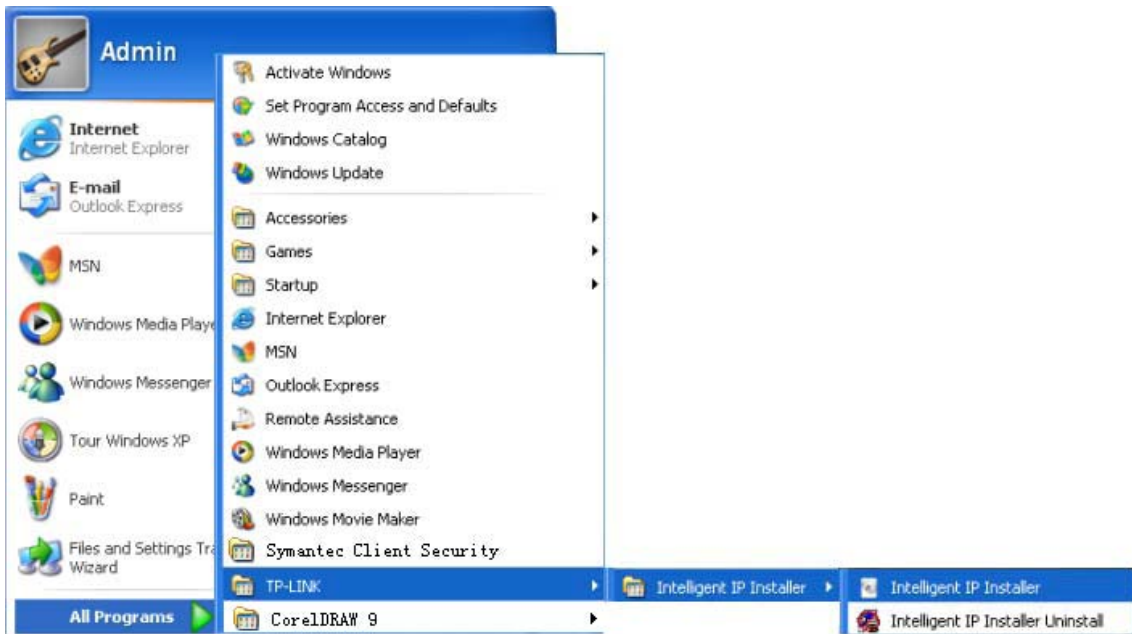 Admin
Internet
Internet Explorer
E-mail
Outlook Express
MSN
Windows Media Playe
Windows Messenger
Tour Windows XP
Paint
Files and Settings Tra
Wizard
All Programs
Activate Windows
Set Program Access and Defaults
Windows Catalog
Windows Update
Accessories
Games
Startup
Internet Explorer
MSN
Outlook Express
Remote Assistance
Windows Media Player
Windows Messenger
Windows Movie Maker
Symantec Client Security
TP-LINK
CorelDRAW 9
Intelligent IP Installer
Intelligent IP Installer
Intelligent IP Installer Uninstall